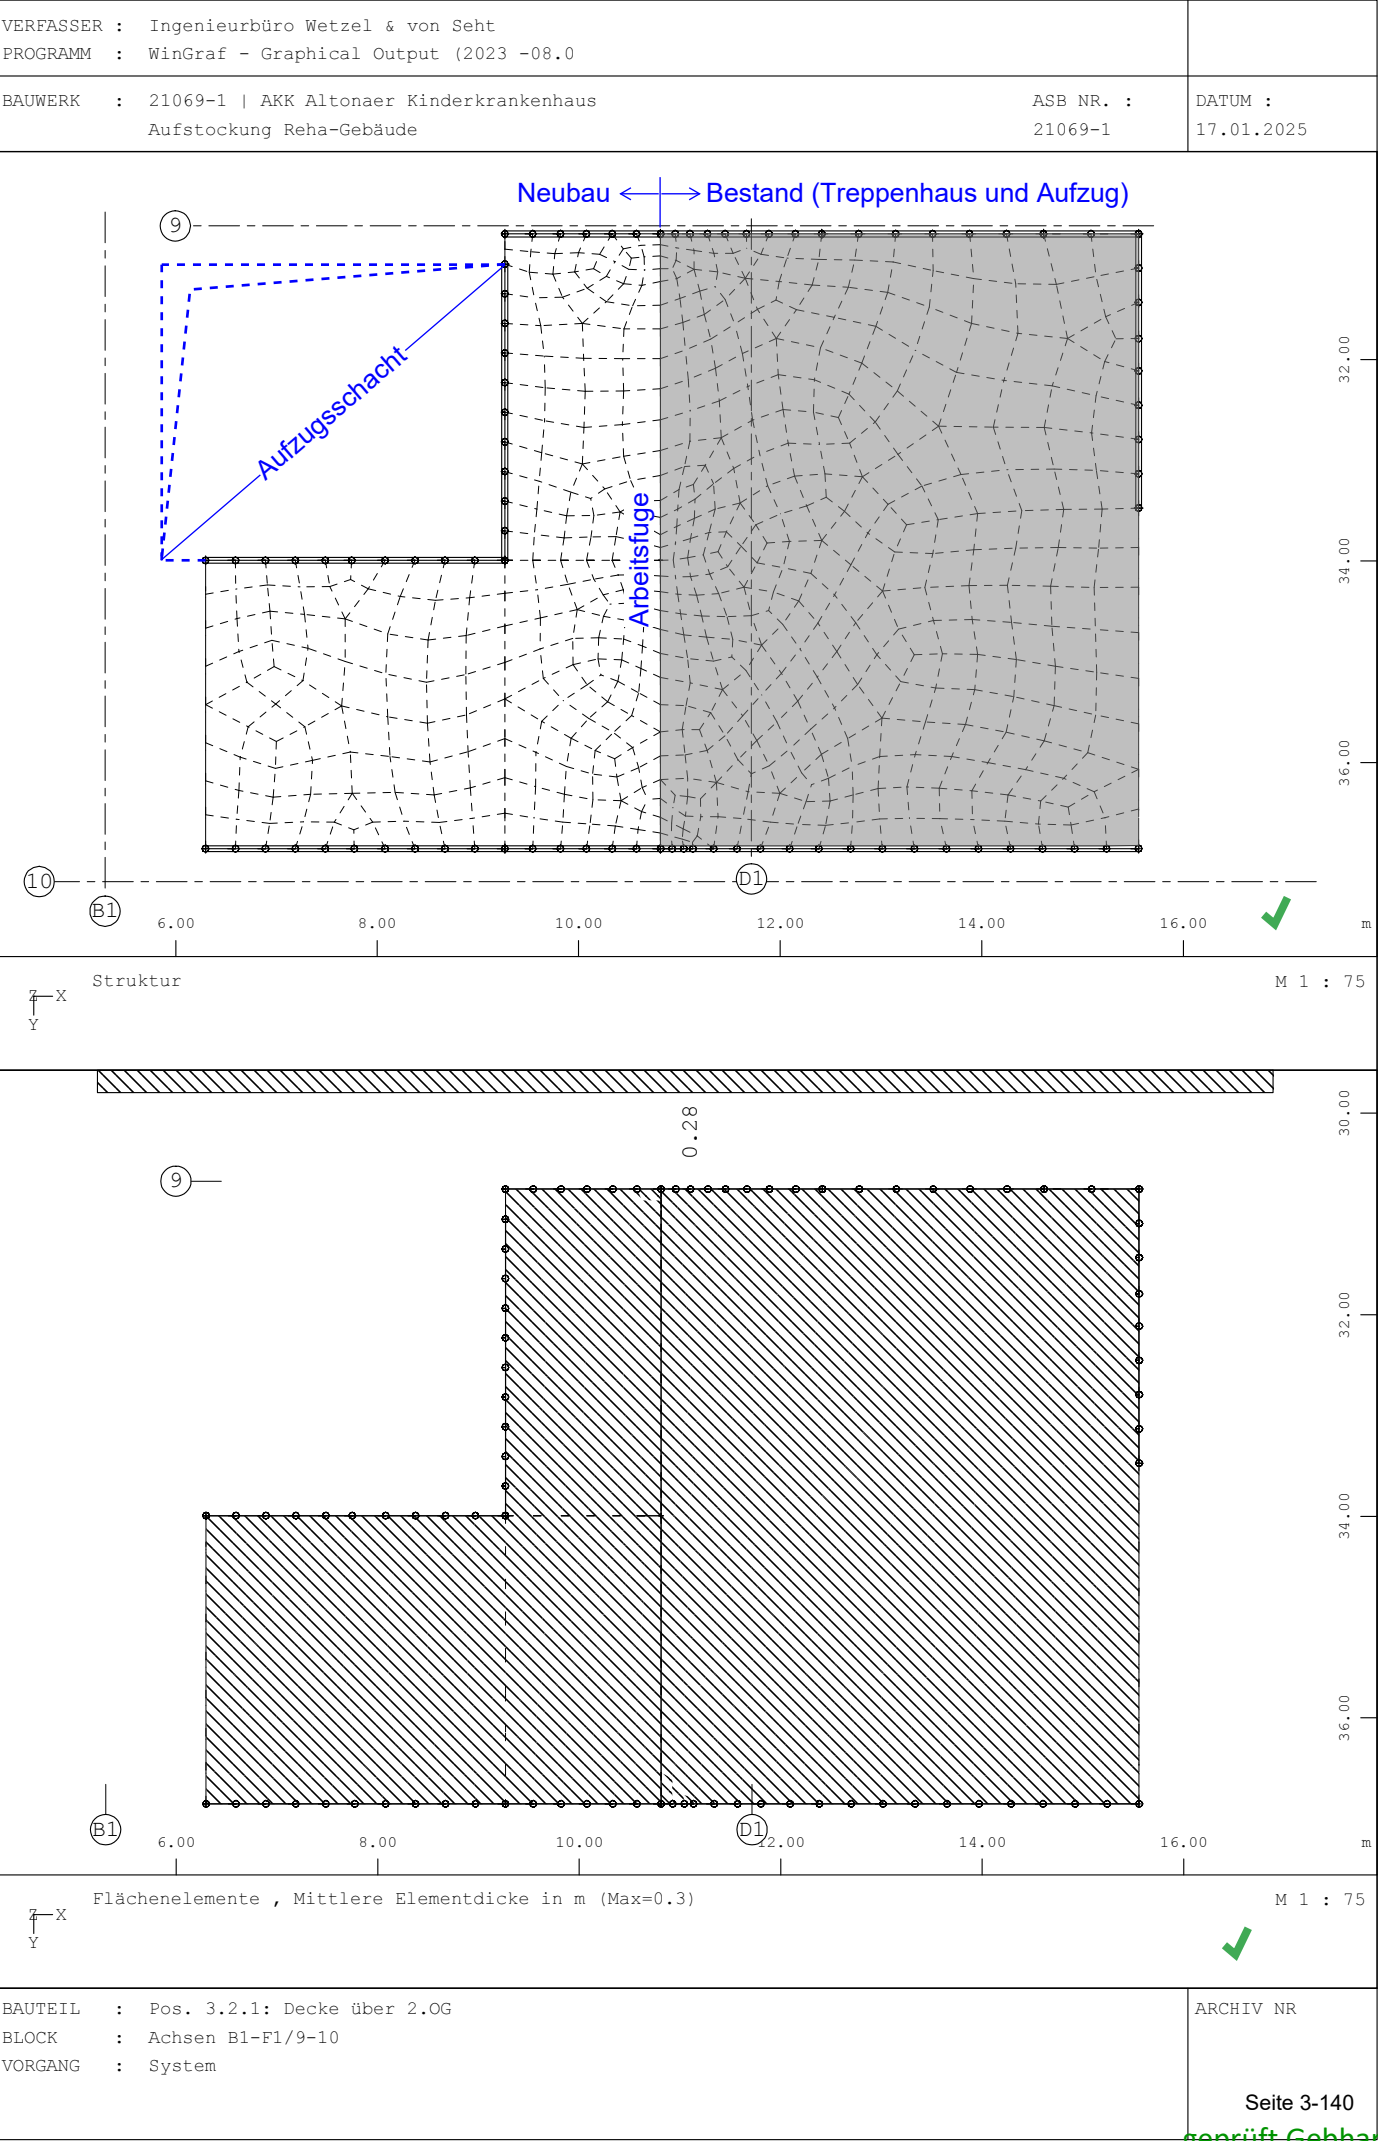 VERFASSER : Ingenieurbüro Wetzel & von Seht
PROGRAMM : WinGraf - Graphical Output (2023 -08.0
BAUWERK : 21069-1 | AKK Altonaer Kinderkrankenhaus
Aufstockung Reha-Gebäude
ASB NR. :
21069-1
DATUM :
17.01.2025
Neubau
Bestand (Treppenhaus und Aufzug)
9
Aufzugsschacht
Arbeitsfuge
32.00
34.00
36.00
10
D1
B1
6.00 8.00 10.00 12.00 14.00 16.00 m
Struktur
M 1 : 75
Z X
Y
30.00
0.28
9
32.00
34.00
36.00
B1
D1
6.00 8.00 10.00 12.00 14.00 16.00 m
Flächenelemente , Mittlere Elementdicke in m (Max=0.3)
M 1 : 75
Z X
Y
BAUTEIL : Pos. 3.2.1: Decke über 2.OG
BLOCK : Achsen B1-F1/9-10
VORGANG : System
ARCHIV NR
Seite 3-140
geprüft